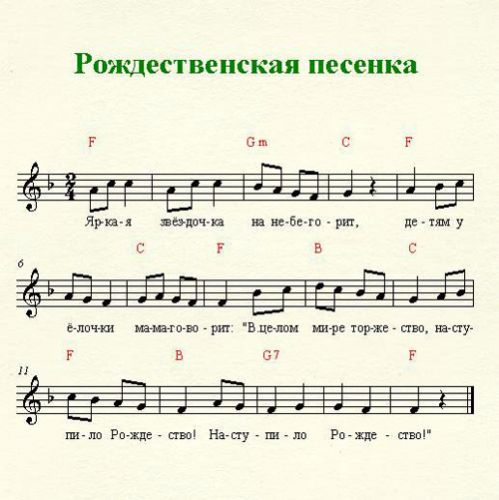 Рождественская песенка
F Gm C F
2 4
Яр-ка-я звёз-доч-ка на не-бе-го-рит, де-тям у
6 C F B C
ё-лоч-ки ма-ма-го-во-рит: "В це-лом ми-ре тор-же-ство, на-сту-
F B G7 F
11
пи-ло Ро-жде-ство! На-сту-пи-ло Ро-жде-ство!"